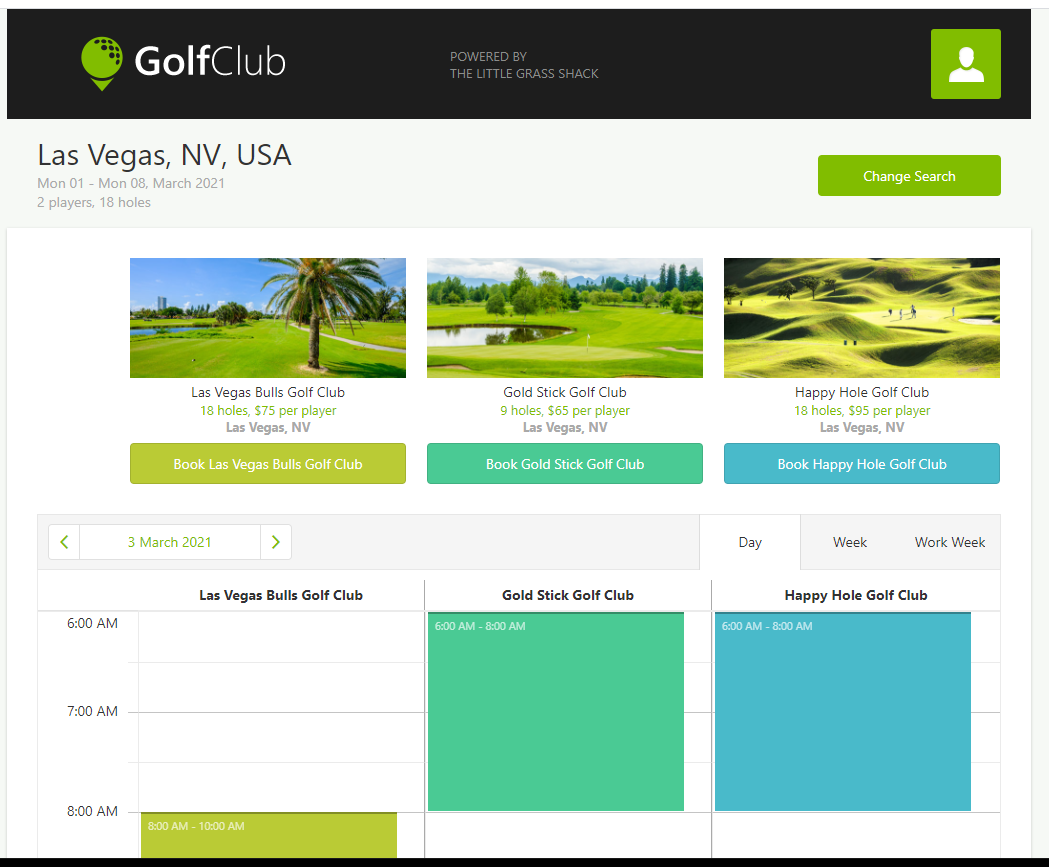 GolfClub
POWERED BY
THE LITTLE GRASS SHACK
Las Vegas, NV, USA
Mon 01 - Mon 08, March 2021
2 players, 18 holes
Change Search
Las Vegas Bulls Golf Club
18 holes, $75 per player
Las Vegas, NV
Book Las Vegas Bulls Golf Club
Gold Stick Golf Club
9 holes, $65 per player
Las Vegas, NV
Book Gold Stick Golf Club
Happy Hole Golf Club
18 holes, $95 per player
Las Vegas, NV
Book Happy Hole Golf Club
3 March 2021
Day
Week
Work Week
Las Vegas Bulls Golf Club
Gold Stick Golf Club
Happy Hole Golf Club
6:00 AM
6:00 AM - 8:00 AM
6:00 AM - 8:00 AM
7:00 AM
8:00 AM
8:00 AM - 10:00 AM